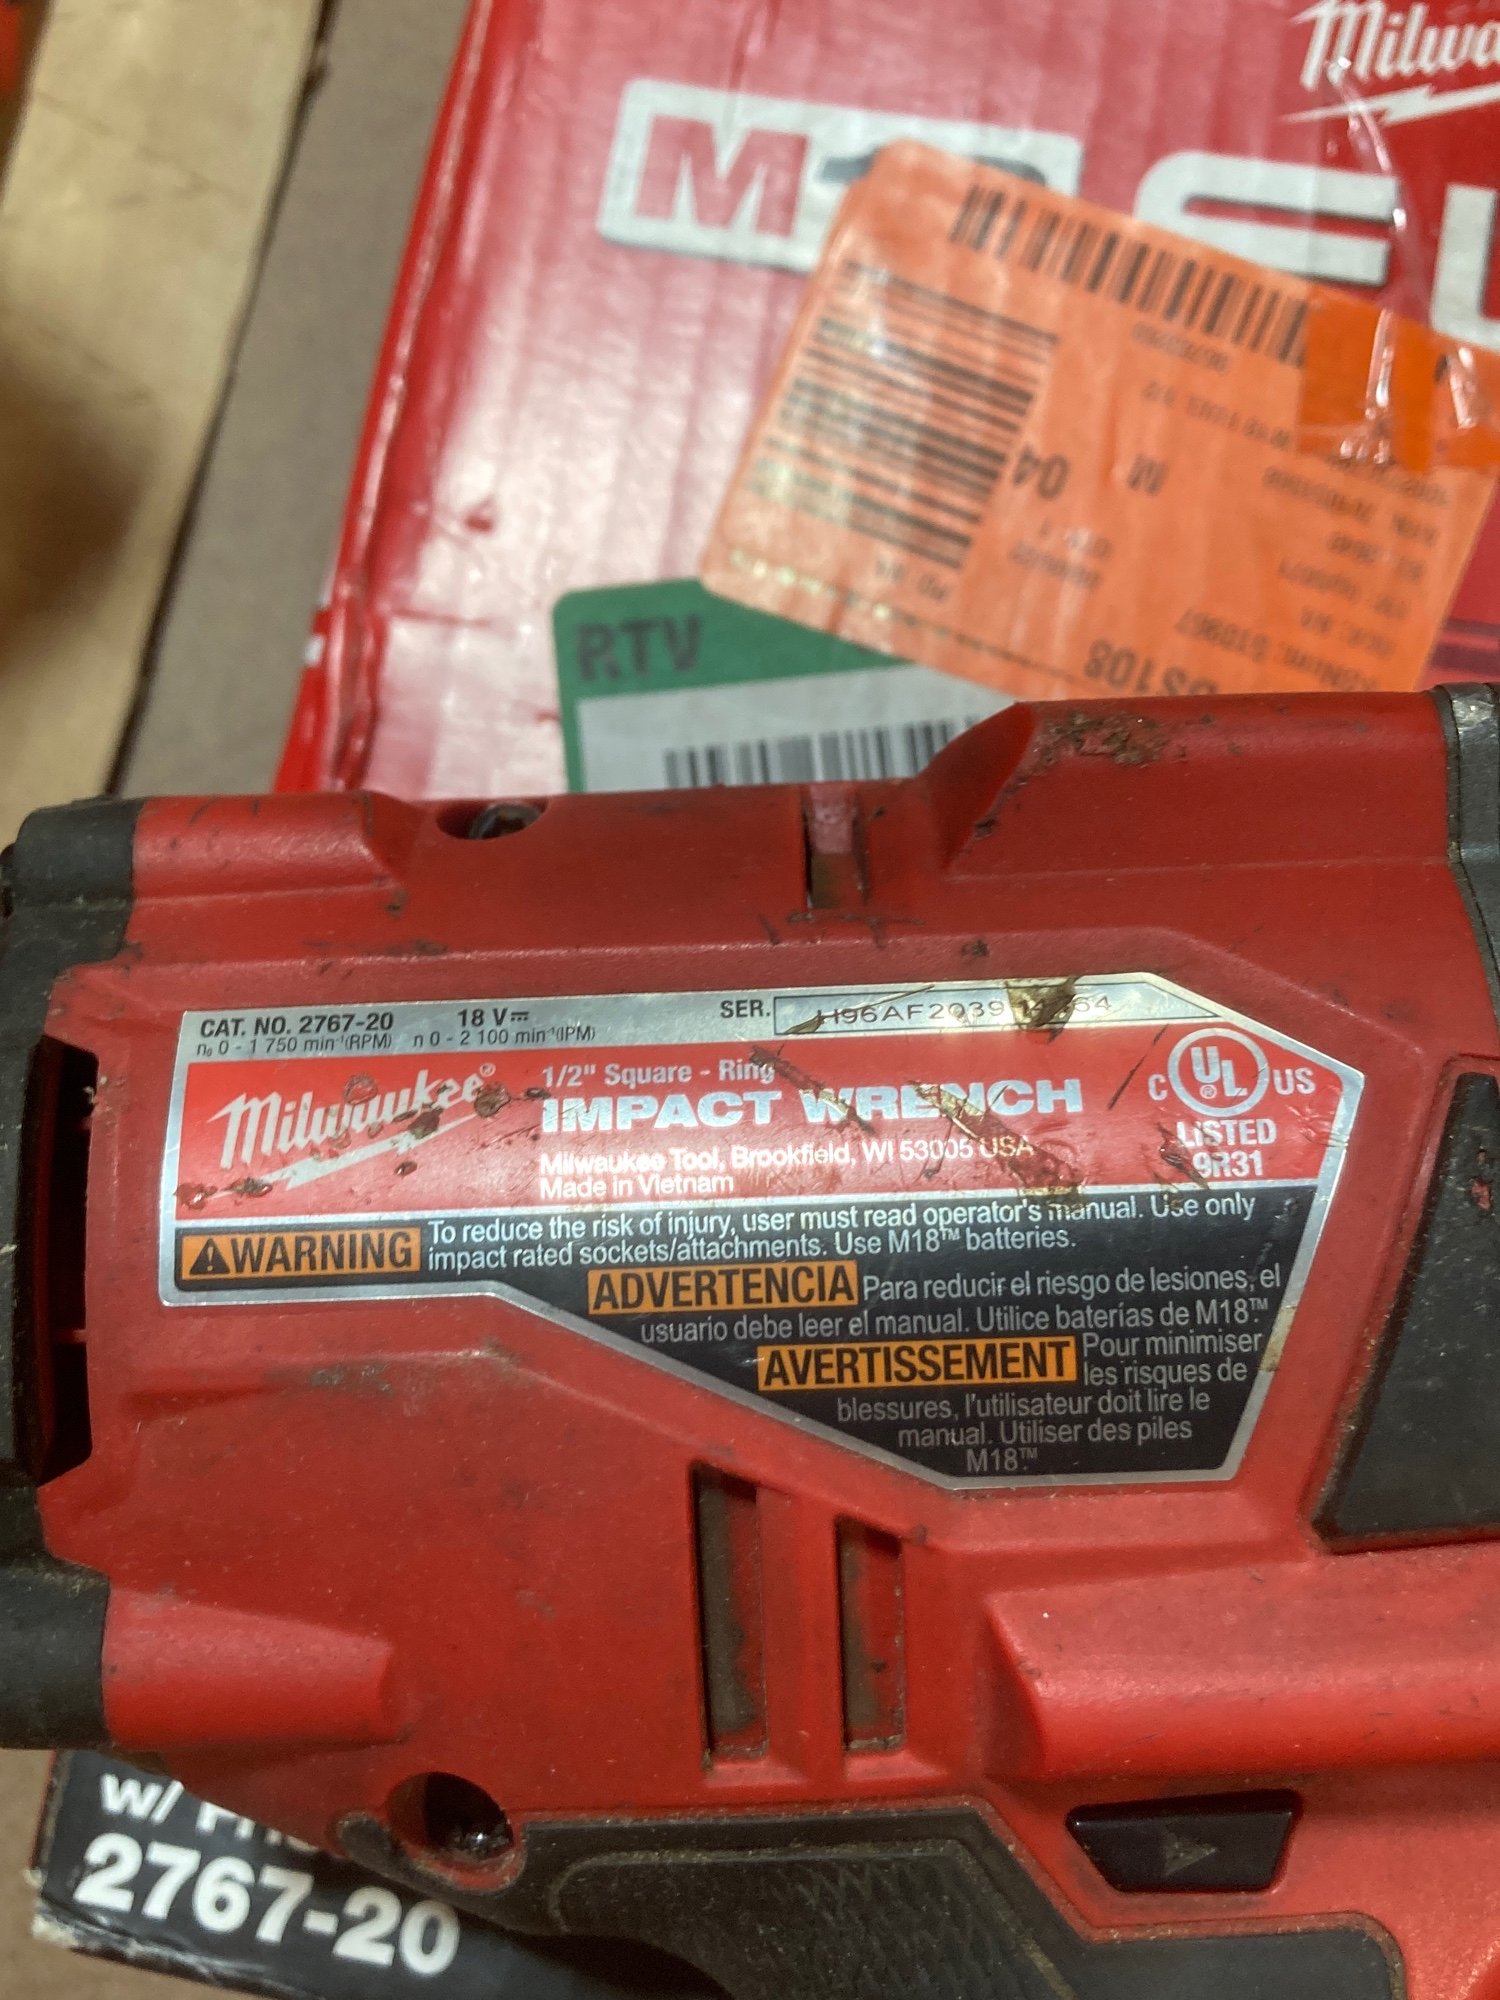 Milwa
M
RTV
04
M
DS108
CAT. NO. 2767-20 18 V⎓
n₀ 0 - 1 750 min⁻¹(RPM) n 0 - 2 100 min⁻¹(IPM)
SER. H96AF2039
Milwaukee®
1/2" Square - Ring
IMPACT WRENCH
Milwaukee Tool, Brookfield, WI 53005 USA
Made in Vietnam
C UL® US
LISTED
9R31
⚠WARNING To reduce the risk of injury, user must read operator's manual. Use only
impact rated sockets/attachments. Use M18™ batteries.
ADVERTENCIA Para reducir el riesgo de lesiones, el
usuario debe leer el manual. Utilice baterías de M18™.
AVERTISSEMENT Pour minimiser
les risques de
blessures, l'utilisateur doit lire le
manual. Utiliser des piles
M18™.
w/
2767-20